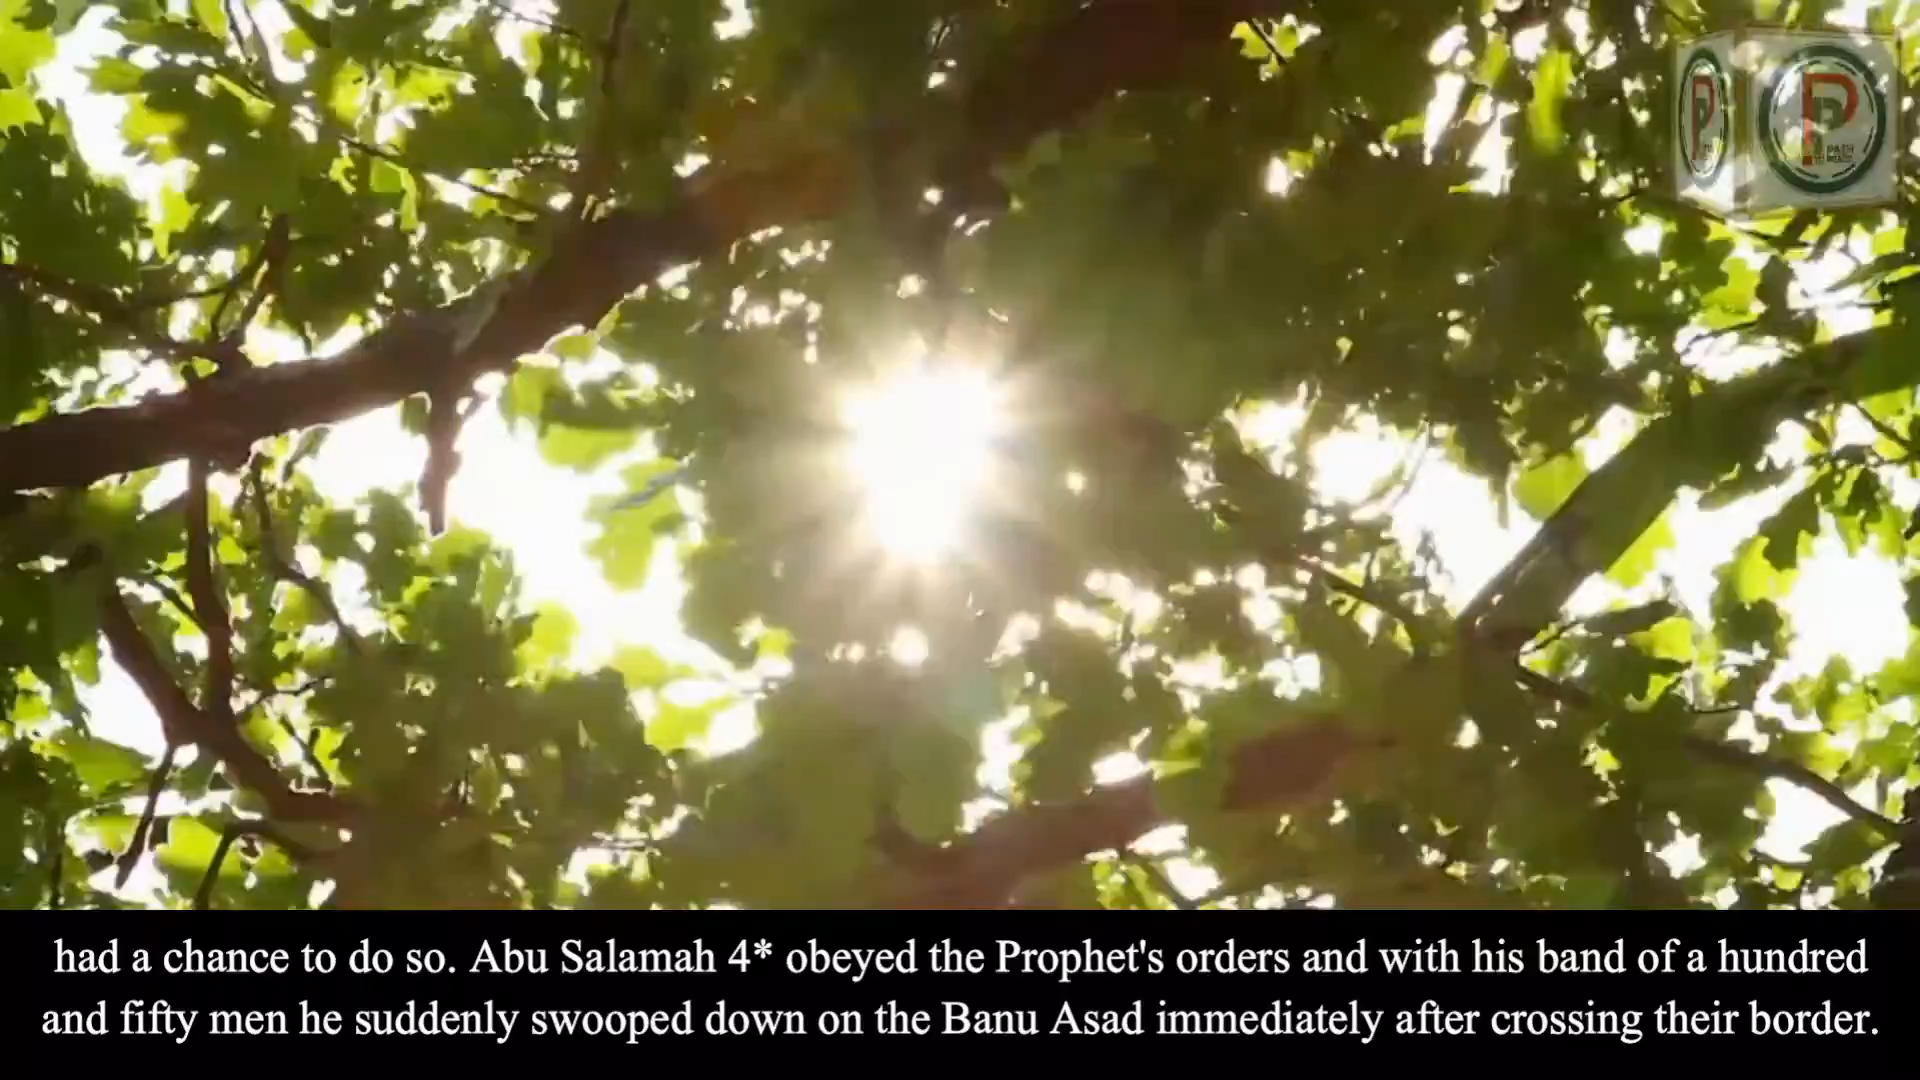 had a chance to do so. Abu Salamah 4* obeyed the Prophet's orders and with his band of a hundred
and fifty men he suddenly swooped down on the Banu Asad immediately after crossing their border.